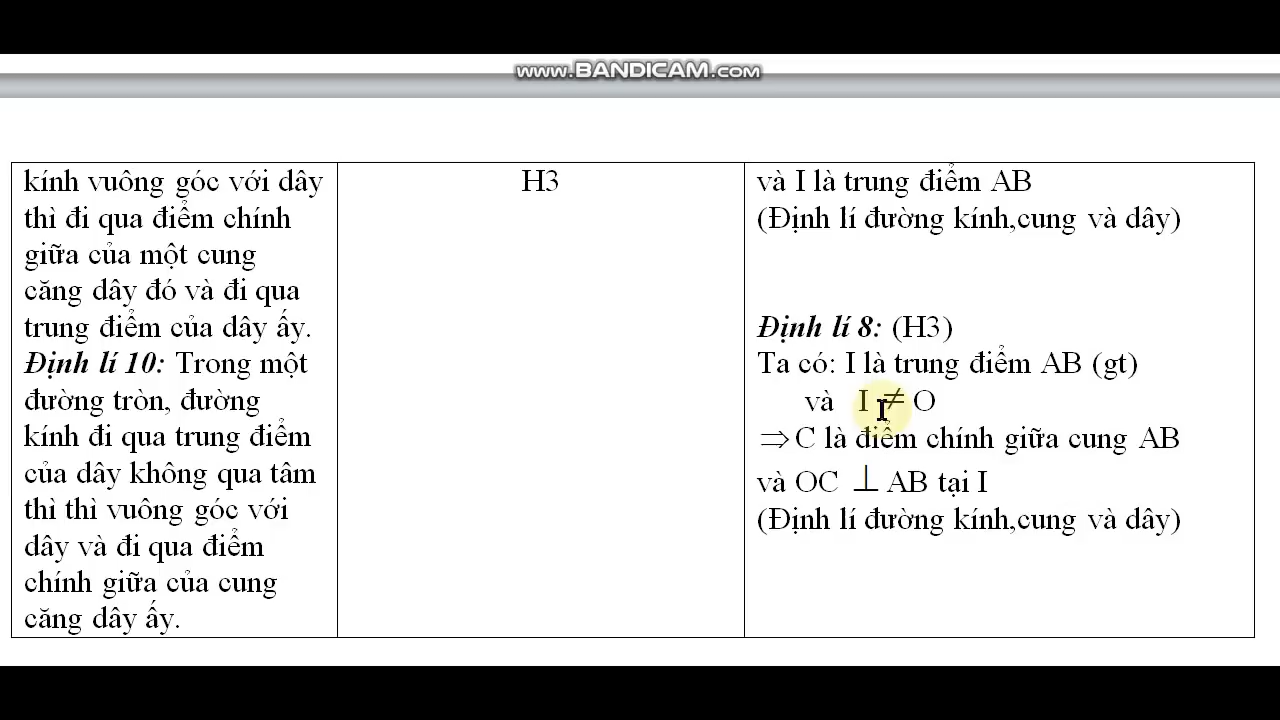 www.BANDICAM.com
kính vuông góc với dây
thì đi qua điểm chính
giữa của một cung
căng dây đó và đi qua
trung điểm của dây ấy.
Định lí 10: Trong một
đường tròn, đường
kính đi qua trung điểm
của dây không qua tâm
thì thì vuông góc với
dây và đi qua điểm
chính giữa của cung
căng dây ấy.
H3
và I là trung điểm AB
(Định lí đường kính,cung và dây)
Định lí 8: (H3)
Ta có: I là trung điểm AB (gt)
và I ≠ O
⇒ C là điểm chính giữa cung AB
và OC ⊥ AB tại I
(Định lí đường kính,cung và dây)